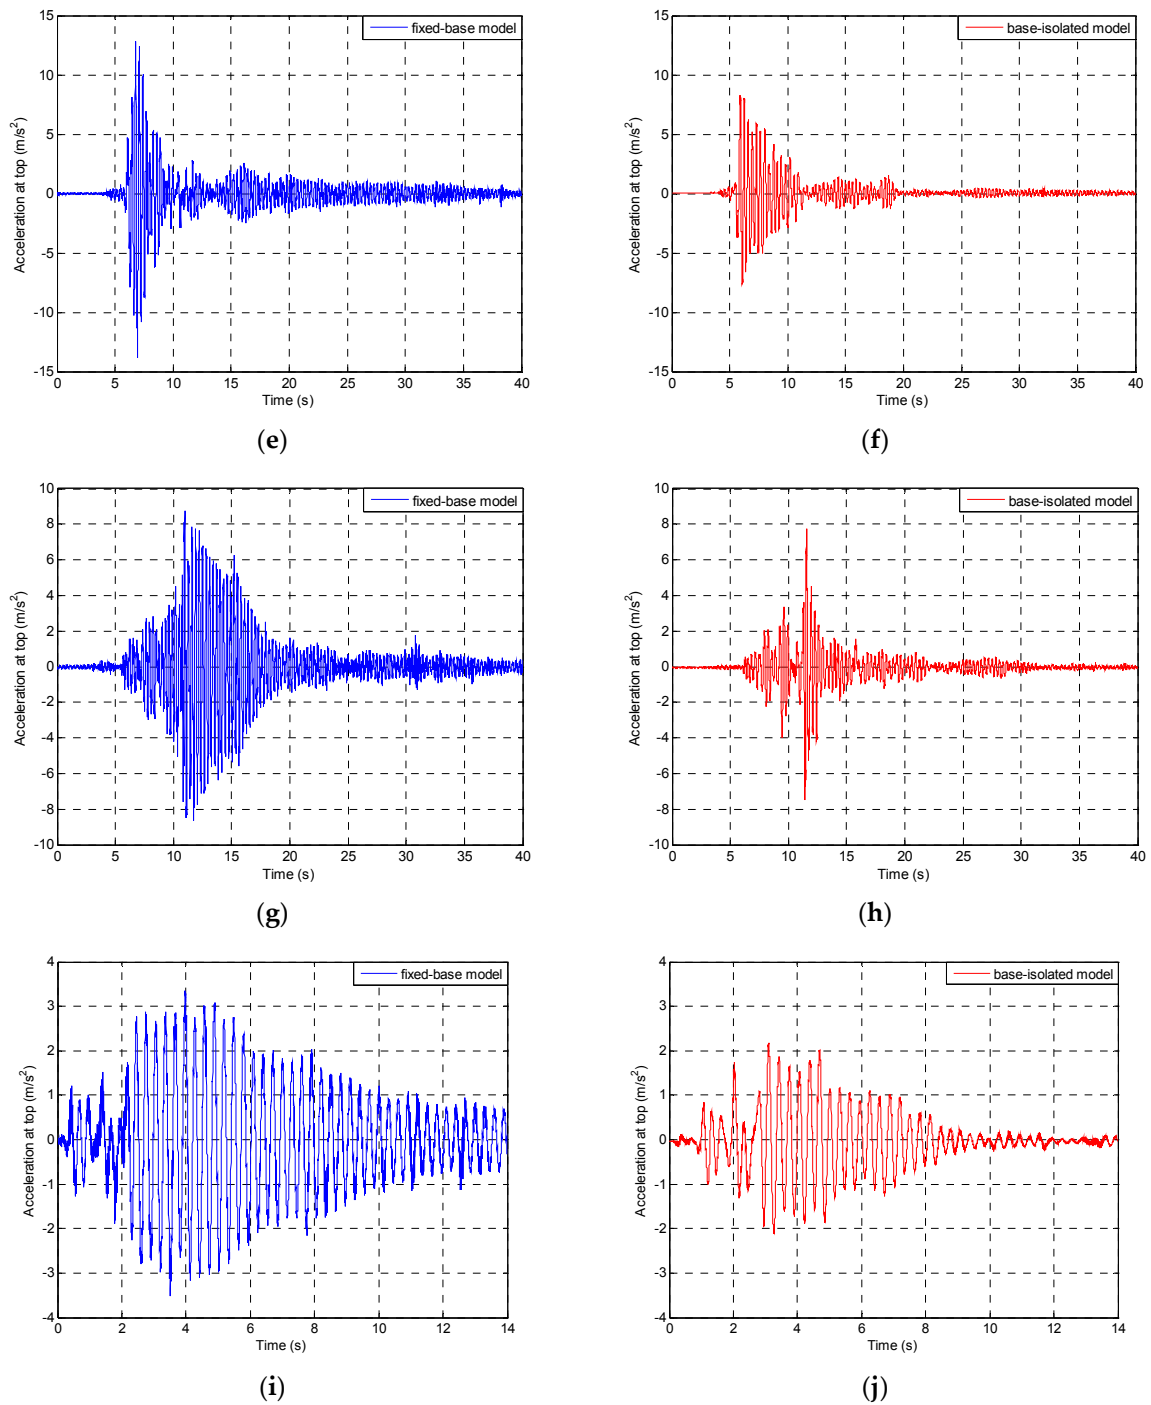 fixed-base model
15
10
5
0
-5
-10
-15
Acceleration at top (m/s²)
0 5 10 15 20 25 30 35 40
Time (s)
(e)
base-isolated model
15
10
5
0
-5
-10
-15
Acceleration at top (m/s²)
0 5 10 15 20 25 30 35 40
Time (s)
(f)
fixed-base model
10
8
6
4
2
0
-2
-4
-6
-8
-10
Acceleration at top (m/s²)
0 5 10 15 20 25 30 35 40
Time (s)
(g)
base-isolated model
10
8
6
4
2
0
-2
-4
-6
-8
-10
Acceleration at top (m/s²)
0 5 10 15 20 25 30 35 40
Time (s)
(h)
fixed-base model
4
3
2
1
0
-1
-2
-3
-4
Acceleration at top (m/s²)
0 2 4 6 8 10 12 14
Time (s)
(i)
base-isolated model
4
3
2
1
0
-1
-2
-3
-4
Acceleration at top (m/s²)
0 2 4 6 8 10 12 14
Time (s)
(j)